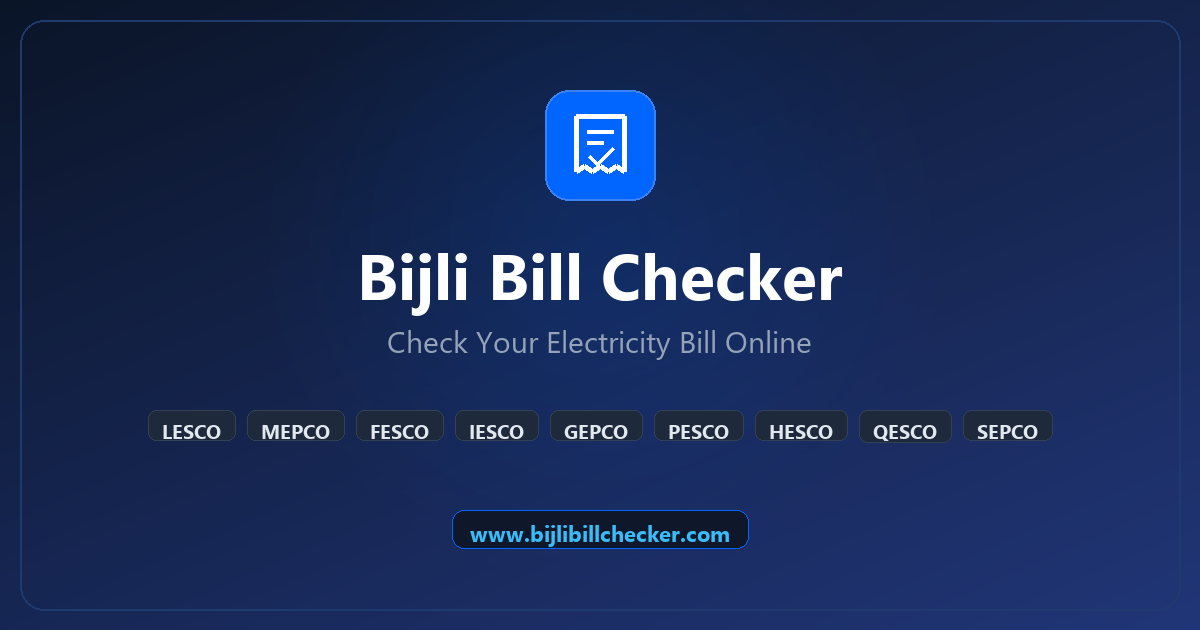 Bijli Bill Checker
Check Your Electricity Bill Online
LESCO MEPCO FESCO IESCO GEPCO PESCO HESCO QESCO SEPCO
www.bijlibillchecker.com